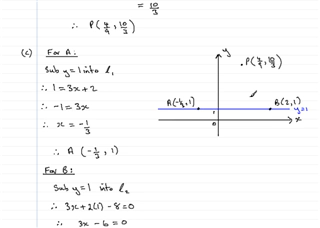 = 10/3
∴ P(4/9, 10/3)
(c) For A:
Sub y=1 into l₁
∴ 1 = 3x + 2
∴ -1 = 3x
∴ x = -1/3
∴ A (-1/3, 1)
For B:
Sub y=1 into l₂
∴ 3x + 2(1) - 8 = 0
∴ 3x - 6 = 0
y
P(4/9, 10/3)
A(-1/3, 1)
B(2, 1)
y=1
1
0
x